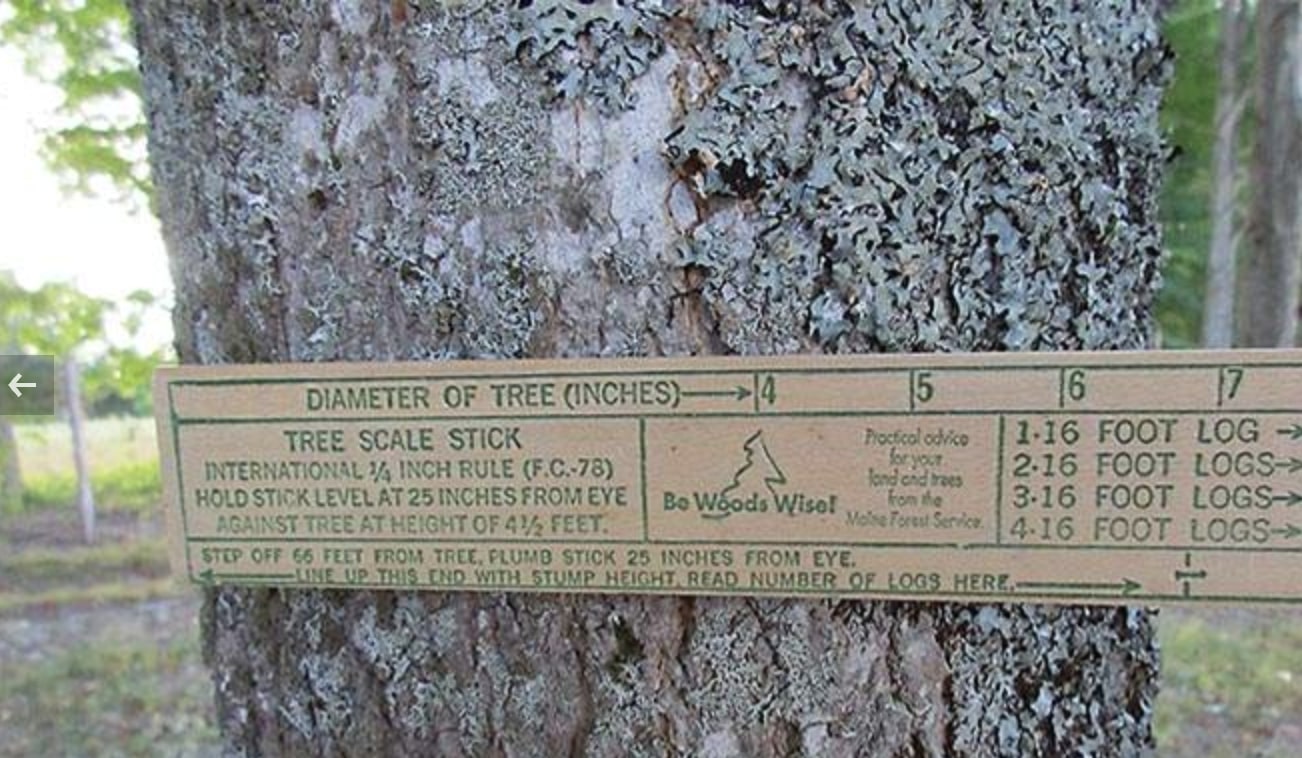 DIAMETER OF TREE (INCHES)→ 4 5 6 7
TREE SCALE STICK
INTERNATIONAL ¼ INCH RULE (F.C.-78)
HOLD STICK LEVEL AT 25 INCHES FROM EYE
AGAINST TREE AT HEIGHT OF 4½ FEET.
Be Woods Wise!
Practical advice
for your
land and trees
from the
Maine Forest Service.
1-16 FOOT LOG →
2-16 FOOT LOGS→
3-16 FOOT LOGS→
4-16 FOOT LOGS→
STEP OFF 66 FEET FROM TREE, PLUMB STICK 25 INCHES FROM EYE.
←LINE UP THIS END WITH STUMP HEIGHT, READ NUMBER OF LOGS HERE.→ 1